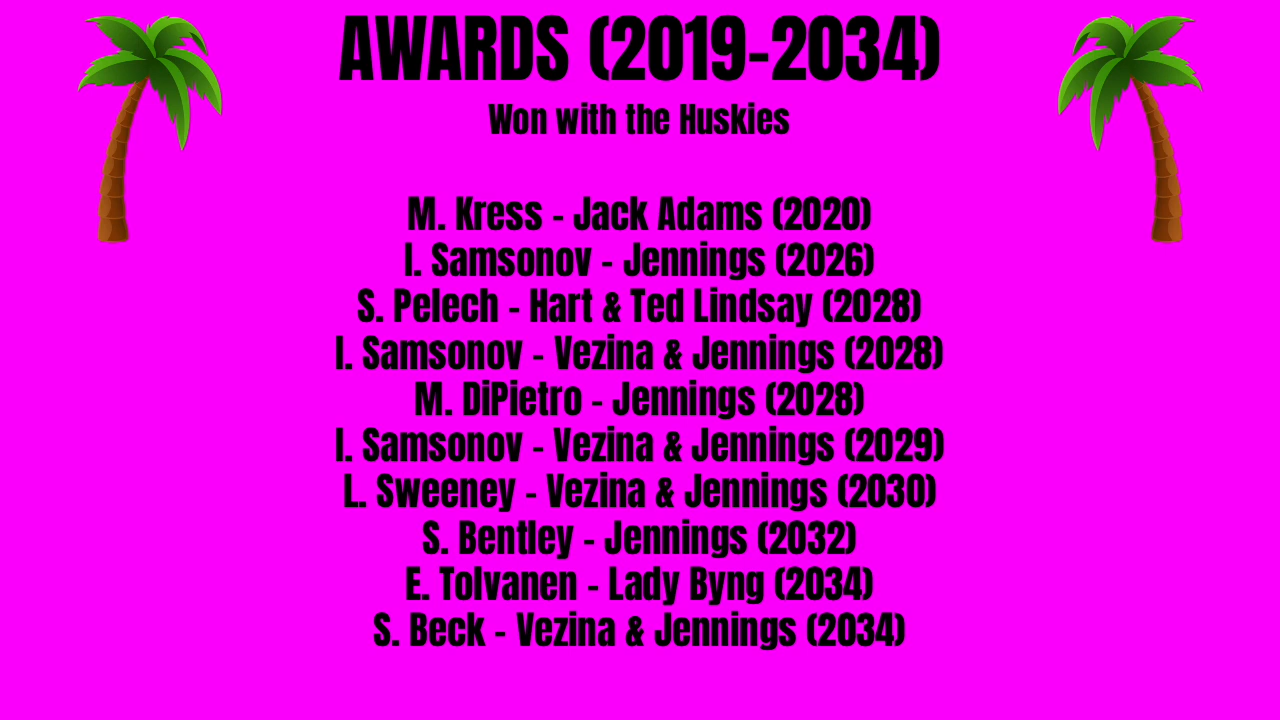 AWARDS (2019-2034)
Won with the Huskies
M. Kress - Jack Adams (2020)
I. Samsonov - Jennings (2026)
S. Pelech - Hart & Ted Lindsay (2028)
I. Samsonov - Vezina & Jennings (2028)
M. DiPietro - Jennings (2028)
I. Samsonov - Vezina & Jennings (2029)
L. Sweeney - Vezina & Jennings (2030)
S. Bentley - Jennings (2032)
E. Tolvanen - Lady Byng (2034)
S. Beck - Vezina & Jennings (2034)